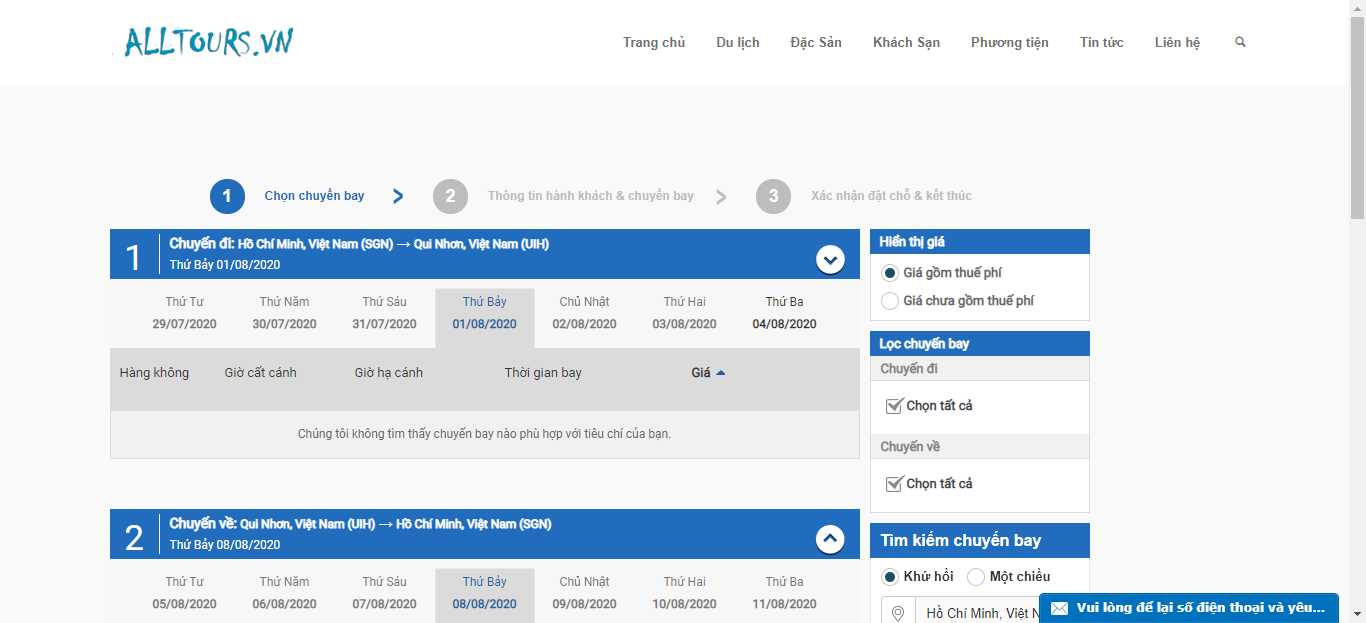 ALLTOURS.VN
Trang chủ Du lịch Đặc Sản Khách Sạn Phương tiện Tin tức Liên hệ
1 Chọn chuyến bay > 2 Thông tin hành khách & chuyến bay > 3 Xác nhận đặt chỗ & kết thúc
1 Chuyến đi: Hồ Chí Minh, Việt Nam (SGN) → Qui Nhơn, Việt Nam (UIH)
Thứ Bảy 01/08/2020
Thứ Tư Thứ Năm Thứ Sáu Thứ Bảy Chủ Nhật Thứ Hai Thứ Ba
29/07/2020 30/07/2020 31/07/2020 01/08/2020 02/08/2020 03/08/2020 04/08/2020
Hàng không Giờ cất cánh Giờ hạ cánh Thời gian bay Giá
Chúng tôi không tìm thấy chuyến bay nào phù hợp với tiêu chí của bạn.
2 Chuyến về: Qui Nhơn, Việt Nam (UIH) → Hồ Chí Minh, Việt Nam (SGN)
Thứ Bảy 08/08/2020
Thứ Tư Thứ Năm Thứ Sáu Thứ Bảy Chủ Nhật Thứ Hai Thứ Ba
05/08/2020 06/08/2020 07/08/2020 08/08/2020 09/08/2020 10/08/2020 11/08/2020
Hiển thị giá
Giá gồm thuế phí
Giá chưa gồm thuế phí
Lọc chuyến bay
Chuyến đi
Chọn tất cả
Chuyến về
Chọn tất cả
Tìm kiếm chuyến bay
Khứ hồi Một chiều
Hồ Chí Minh, Việt N
Vui lòng để lại số điện thoại và yêu...